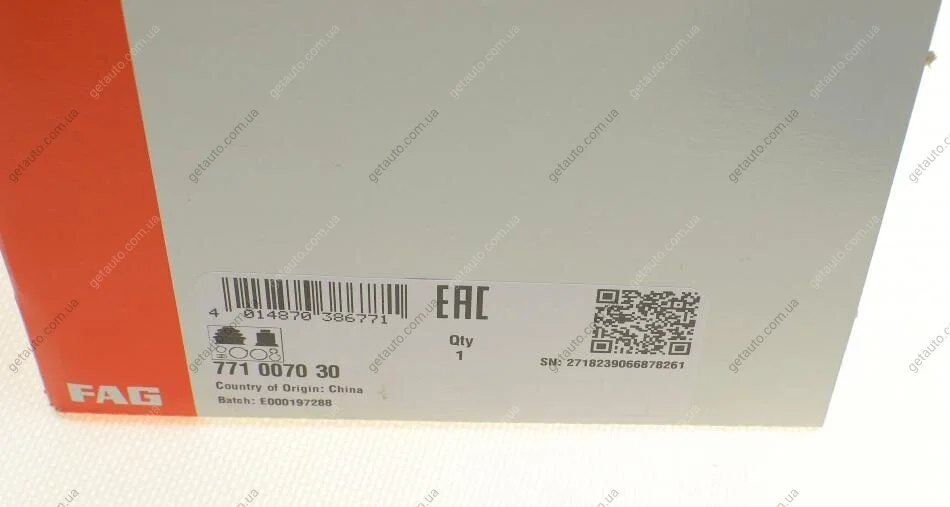 4 014870 386771
EAC
Qty
1
SN: 2718239066878261
771 0070 30
Country of Origin: China
Batch: E000197288
FAG
getauto.com.ua